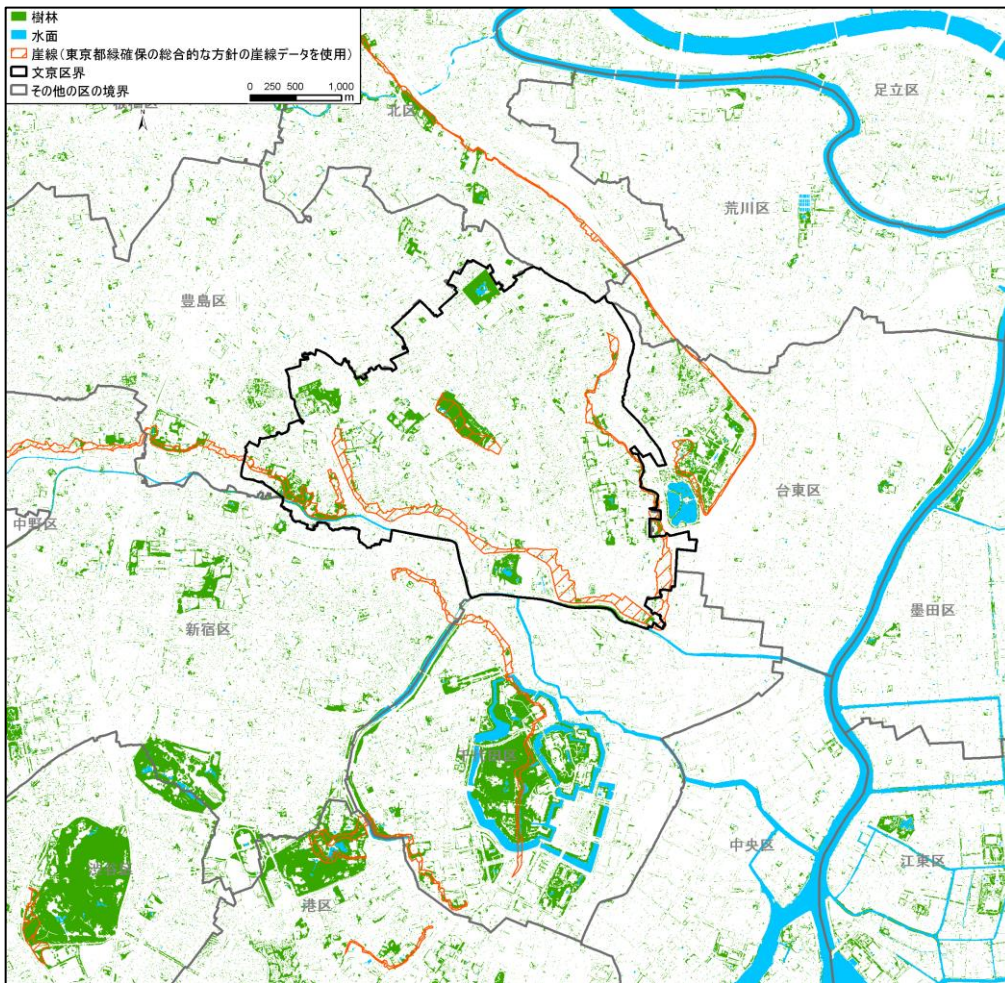 樹林
水面
崖線(東京都緑確保の総合的な方針の崖線データを使用)
文京区界
その他の区の境界
0 250 500 1,000
m
足立区
北区
荒川区
豊島区
台東区
中野区
墨田区
新宿区
中央区
江東区
港区